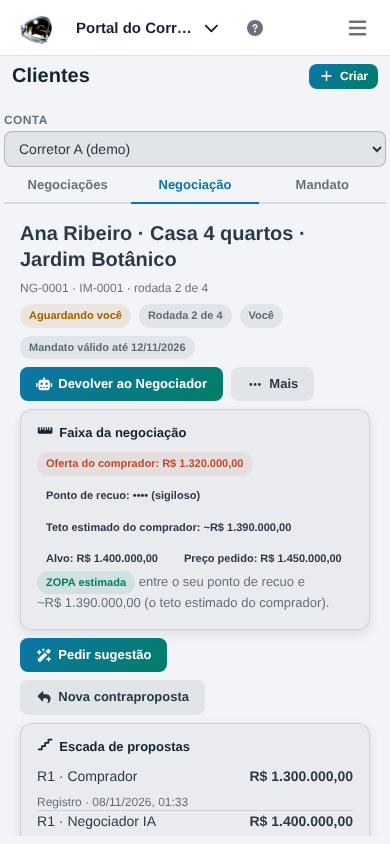 Portal do Corr…
Clientes
Criar
CONTA
Corretor A (demo)
Negociações
Negociação
Mandato
Ana Ribeiro · Casa 4 quartos ·
Jardim Botânico
NG-0001 · IM-0001 · rodada 2 de 4
Aguardando você
Rodada 2 de 4
Você
Mandato válido até 12/11/2026
Devolver ao Negociador
Mais
Faixa da negociação
Oferta do comprador: R$ 1.320.000,00
Ponto de recuo: •••• (sigiloso)
Teto estimado do comprador: ~R$ 1.390.000,00
Alvo: R$ 1.400.000,00
Preço pedido: R$ 1.450.000,00
ZOPA estimada entre o seu ponto de recuo e
~R$ 1.390.000,00 (o teto estimado do comprador).
Pedir sugestão
Nova contraproposta
Escada de propostas
R1 · Comprador
R$ 1.300.000,00
Registro · 08/11/2026, 01:33
R1 · Negociador IA
R$ 1.400.000,00